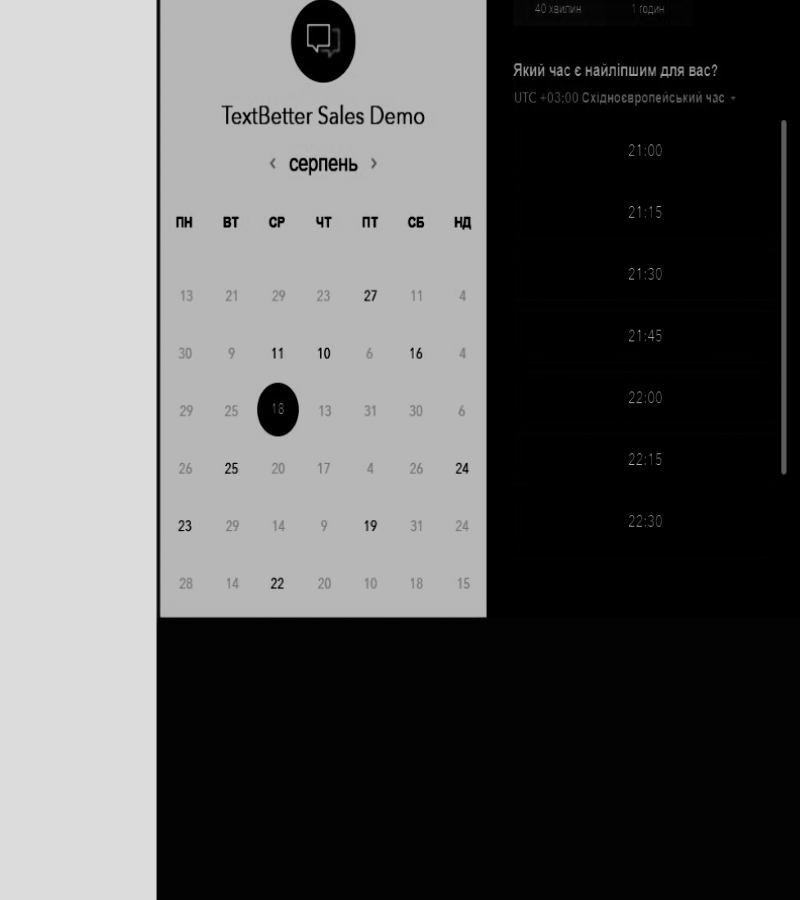 TextBetter Sales Demo
‹ серпень ›
ПН ВТ СР ЧТ ПТ СБ НД
13 21 29 23 27 11 4
30 9 11 10 6 16 4
29 25 18 13 31 30 6
26 25 20 17 4 26 24
23 29 14 9 19 31 24
28 14 22 20 10 18 15
40 хвилин 1 годин
Який час є найліпшим для вас?
UTC +03:00 Східноєвропейський час
21:00
21:15
21:30
21:45
22:00
22:15
22:30